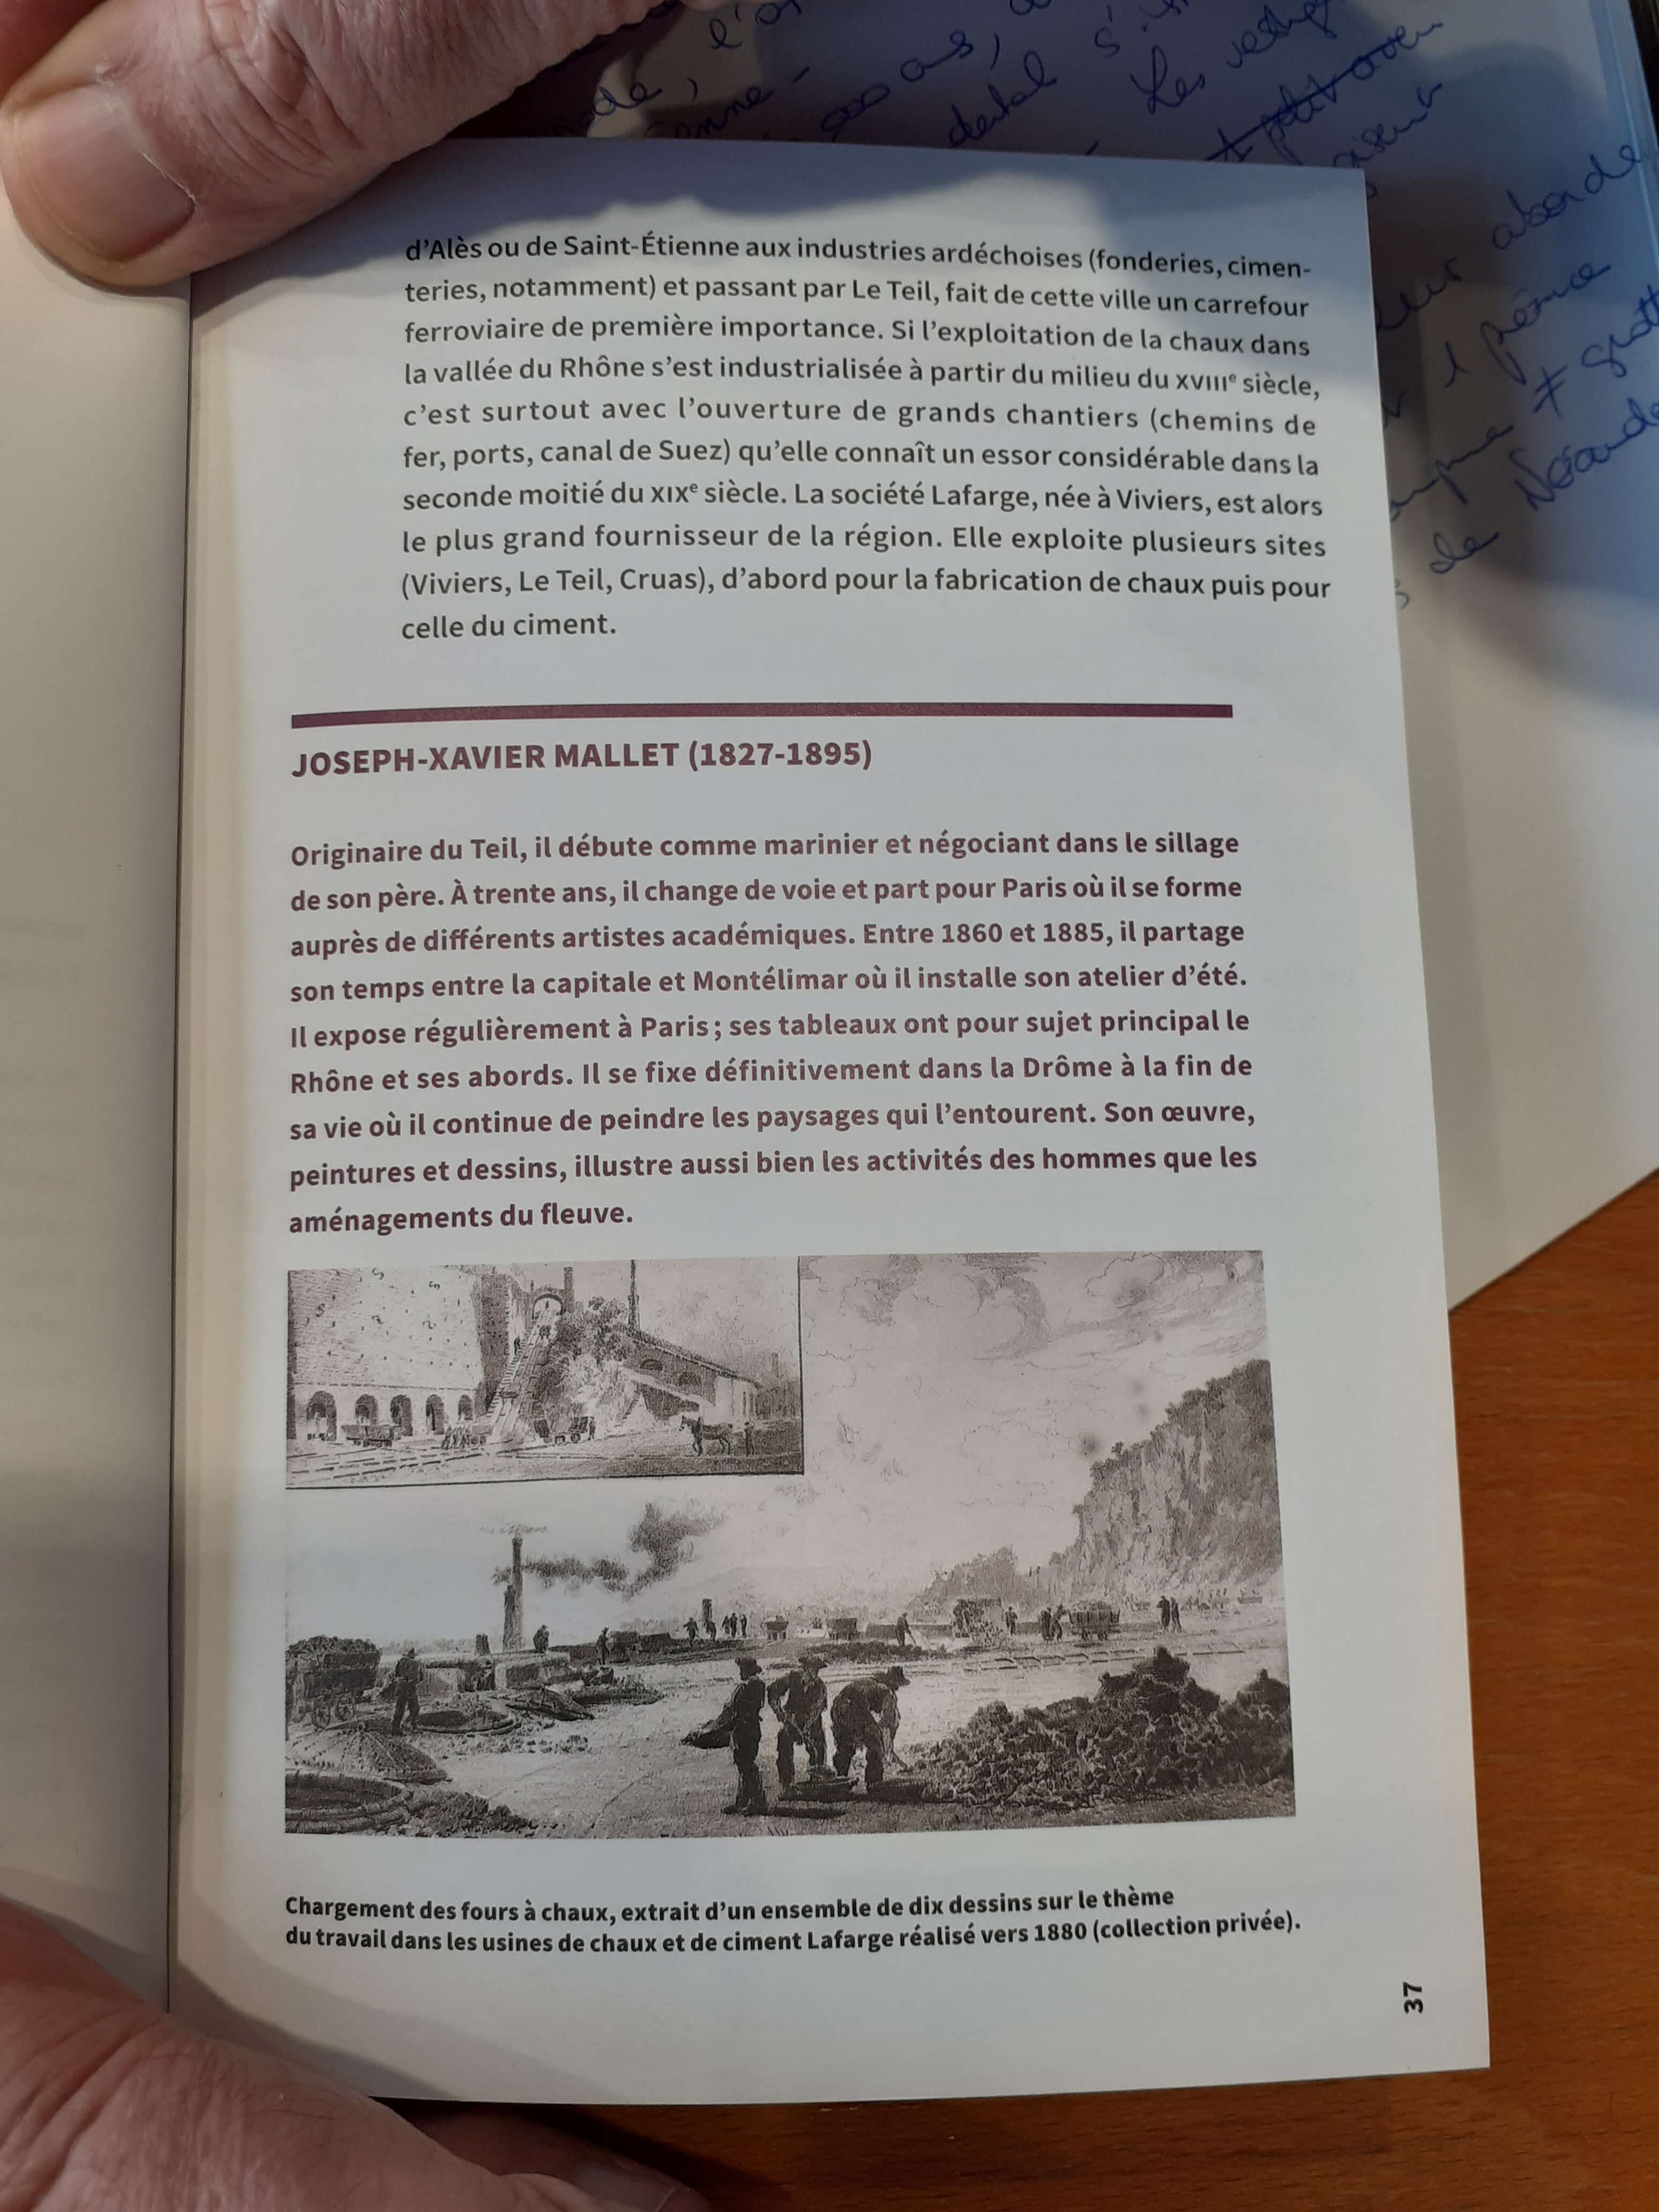 d'Alès ou de Saint-Étienne aux industries ardéchoises (fonderies, cimen-
teries, notamment) et passant par Le Teil, fait de cette ville un carrefour
ferroviaire de première importance. Si l'exploitation de la chaux dans
la vallée du Rhône s'est industrialisée à partir du milieu du XVIIIe siècle,
c'est surtout avec l'ouverture de grands chantiers (chemins de
fer, ports, canal de Suez) qu'elle connaît un essor considérable dans la
seconde moitié du XIXe siècle. La société Lafarge, née à Viviers, est alors
le plus grand fournisseur de la région. Elle exploite plusieurs sites
(Viviers, Le Teil, Cruas), d'abord pour la fabrication de chaux puis pour
celle du ciment.
JOSEPH-XAVIER MALLET (1827-1895)
Originaire du Teil, il débute comme marinier et négociant dans le sillage
de son père. À trente ans, il change de voie et part pour Paris où il se forme
auprès de différents artistes académiques. Entre 1860 et 1885, il partage
son temps entre la capitale et Montélimar où il installe son atelier d'été.
Il expose régulièrement à Paris ; ses tableaux ont pour sujet principal le
Rhône et ses abords. Il se fixe définitivement dans la Drôme à la fin de
sa vie où il continue de peindre les paysages qui l'entourent. Son œuvre,
peintures et dessins, illustre aussi bien les activités des hommes que les
aménagements du fleuve.
Chargement des fours à chaux, extrait d'un ensemble de dix dessins sur le thème
du travail dans les usines de chaux et de ciment Lafarge réalisé vers 1880 (collection privée).
37
ans,
Les
aborde
de